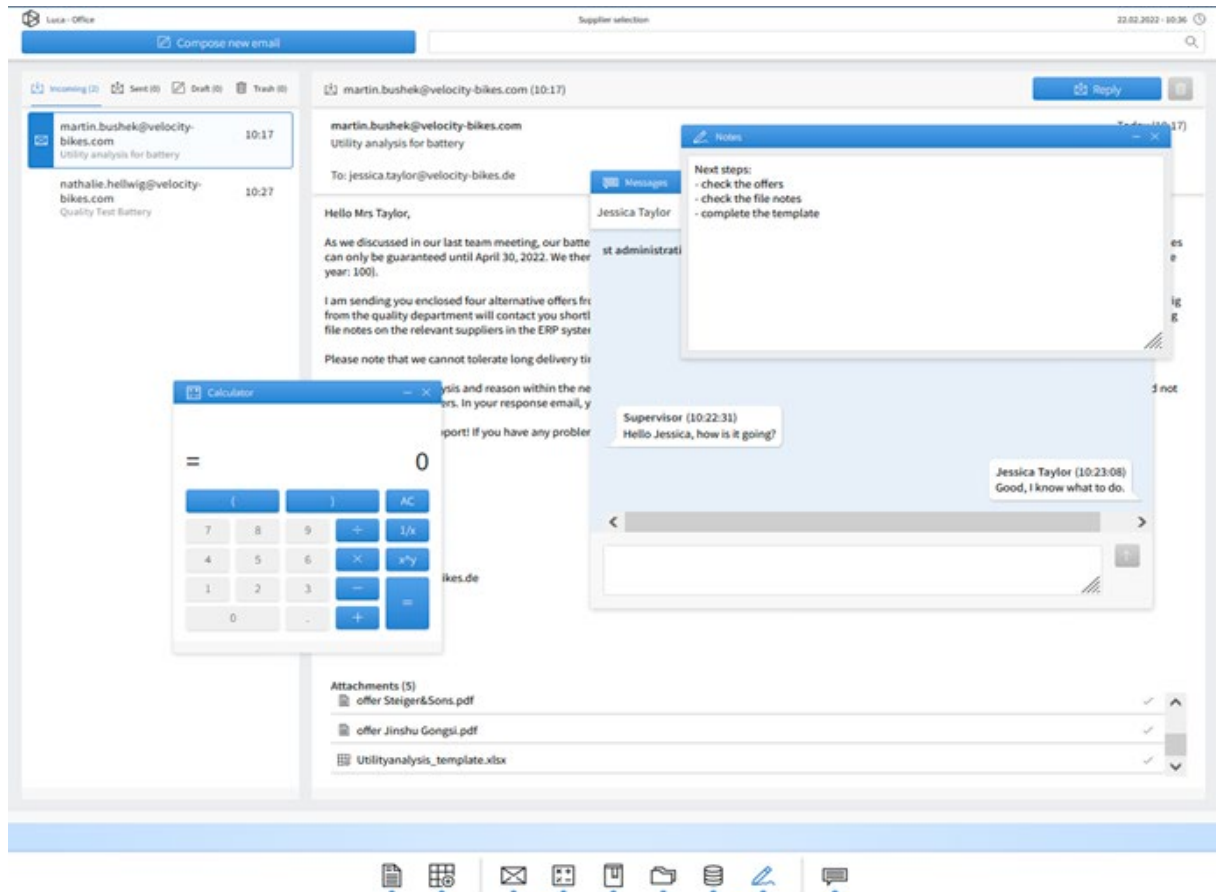 Luca - Office
Supplier selection
22.02.2022 - 10:36
Compose new email
Incoming (2)
Sent (0)
Draft (0)
Trash (0)
martin.bushek@velocity-bikes.com (10:17)
Reply
martin.bushek@velocity-
bikes.com
10:17
Utility analysis for battery
nathalie.hellwig@velocity-
bikes.com
10:27
Quality Test Battery
martin.bushek@velocity-bikes.com
Today (10:17)
Utility analysis for battery
To: jessica.taylor@velocity-bikes.de
Hello Mrs Taylor,
As we discussed in our last team meeting, our batte
can only be guaranteed until April 30, 2022. We ther
year: 100).
I am sending you enclosed four alternative offers fr
from the quality department will contact you shortl
file notes on the relevant suppliers in the ERP syste
Please note that we cannot tolerate long delivery ti
ysis and reason within the ne
ers. In your response email, y
port! If you have any probler
ikes.de
es
e
ig
g
d not
Notes
Next steps:
- check the offers
- check the file notes
- complete the template
Messages
Jessica Taylor
st administrati
Supervisor (10:22:31)
Hello Jessica, how is it going?
Jessica Taylor (10:23:08)
Good, I know what to do.
Calculator
= 0
( ) AC
7 8 9 ÷ 1/x
4 5 6 × x^y
1 2 3 − =
0 . +
Attachments (5)
offer Steiger&Sons.pdf
offer Jinshu Gongsi.pdf
Utilityanalysis_template.xlsx